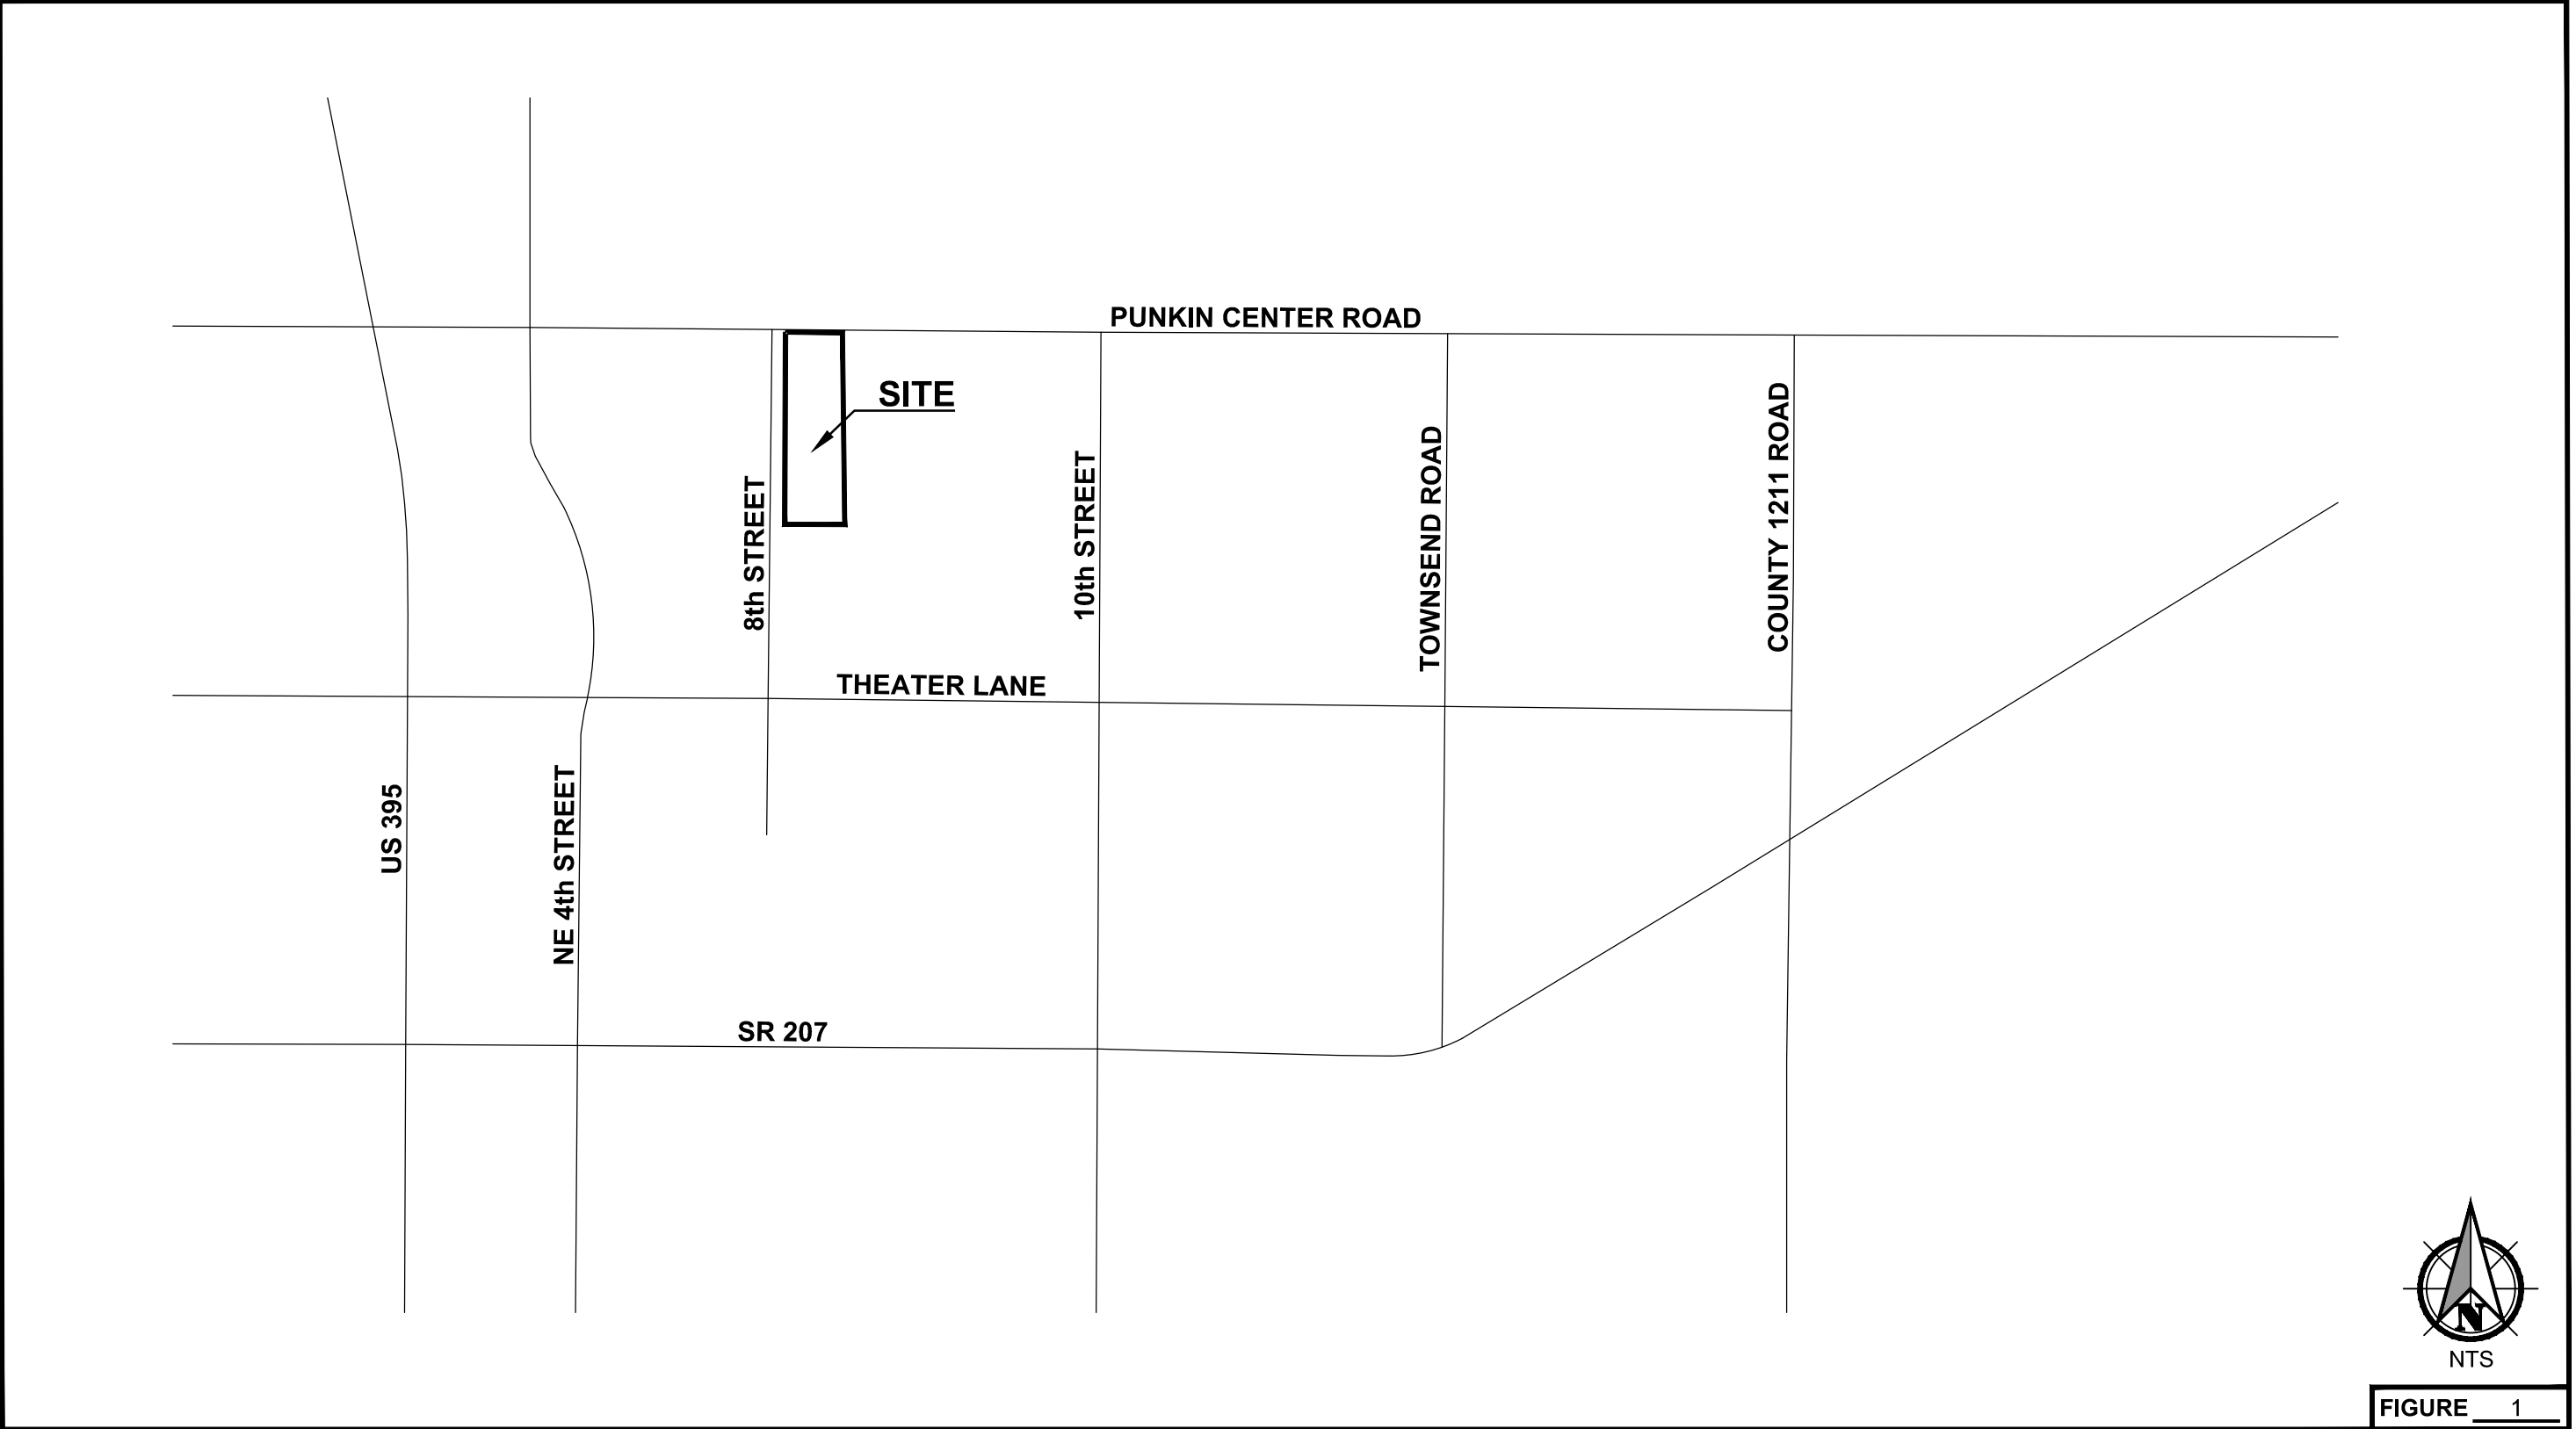 PUNKIN CENTER ROAD
SITE
8th STREET
10th STREET
TOWNSEND ROAD
COUNTY 1211 ROAD
THEATER LANE
US 395
NE 4th STREET
SR 207
N
NTS
FIGURE 1